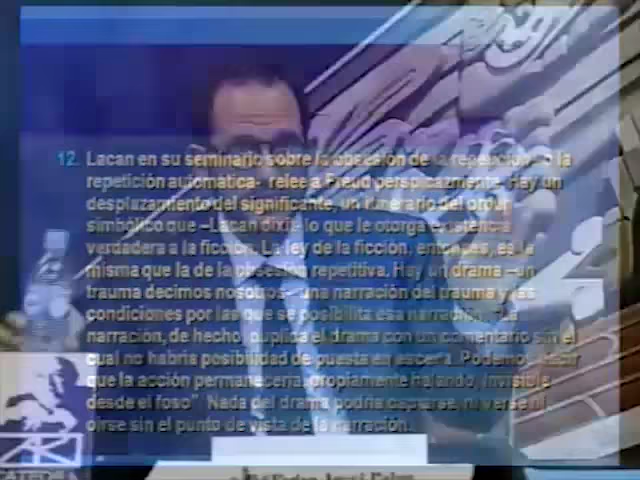 12. Lacan en su seminario sobre la obsesión de la repetición -o la
repetición automática- relee a Freud perspicazmente. Hay un
desplazamiento del significante, un itinerario del orden
simbólico que –Lacan dixit- lo que le otorga existencia
verdadera a la ficción. La ley de la ficción, entonces, es la
misma que la de la obsesión repetitiva. Hay un drama –un
trauma decimos nosotros– una narración del trauma y las
condiciones por las que se posibilita esa narración. "La
narración, de hecho, duplica el drama con un comentario sin el
cual no habría posibilidad de puesta en escena. Podemos decir
que la acción permanecería, propiamente hablando, invisible
desde el foso". Nada del drama podría captarse, ni verse ni
oírse sin el punto de vista de la narración.